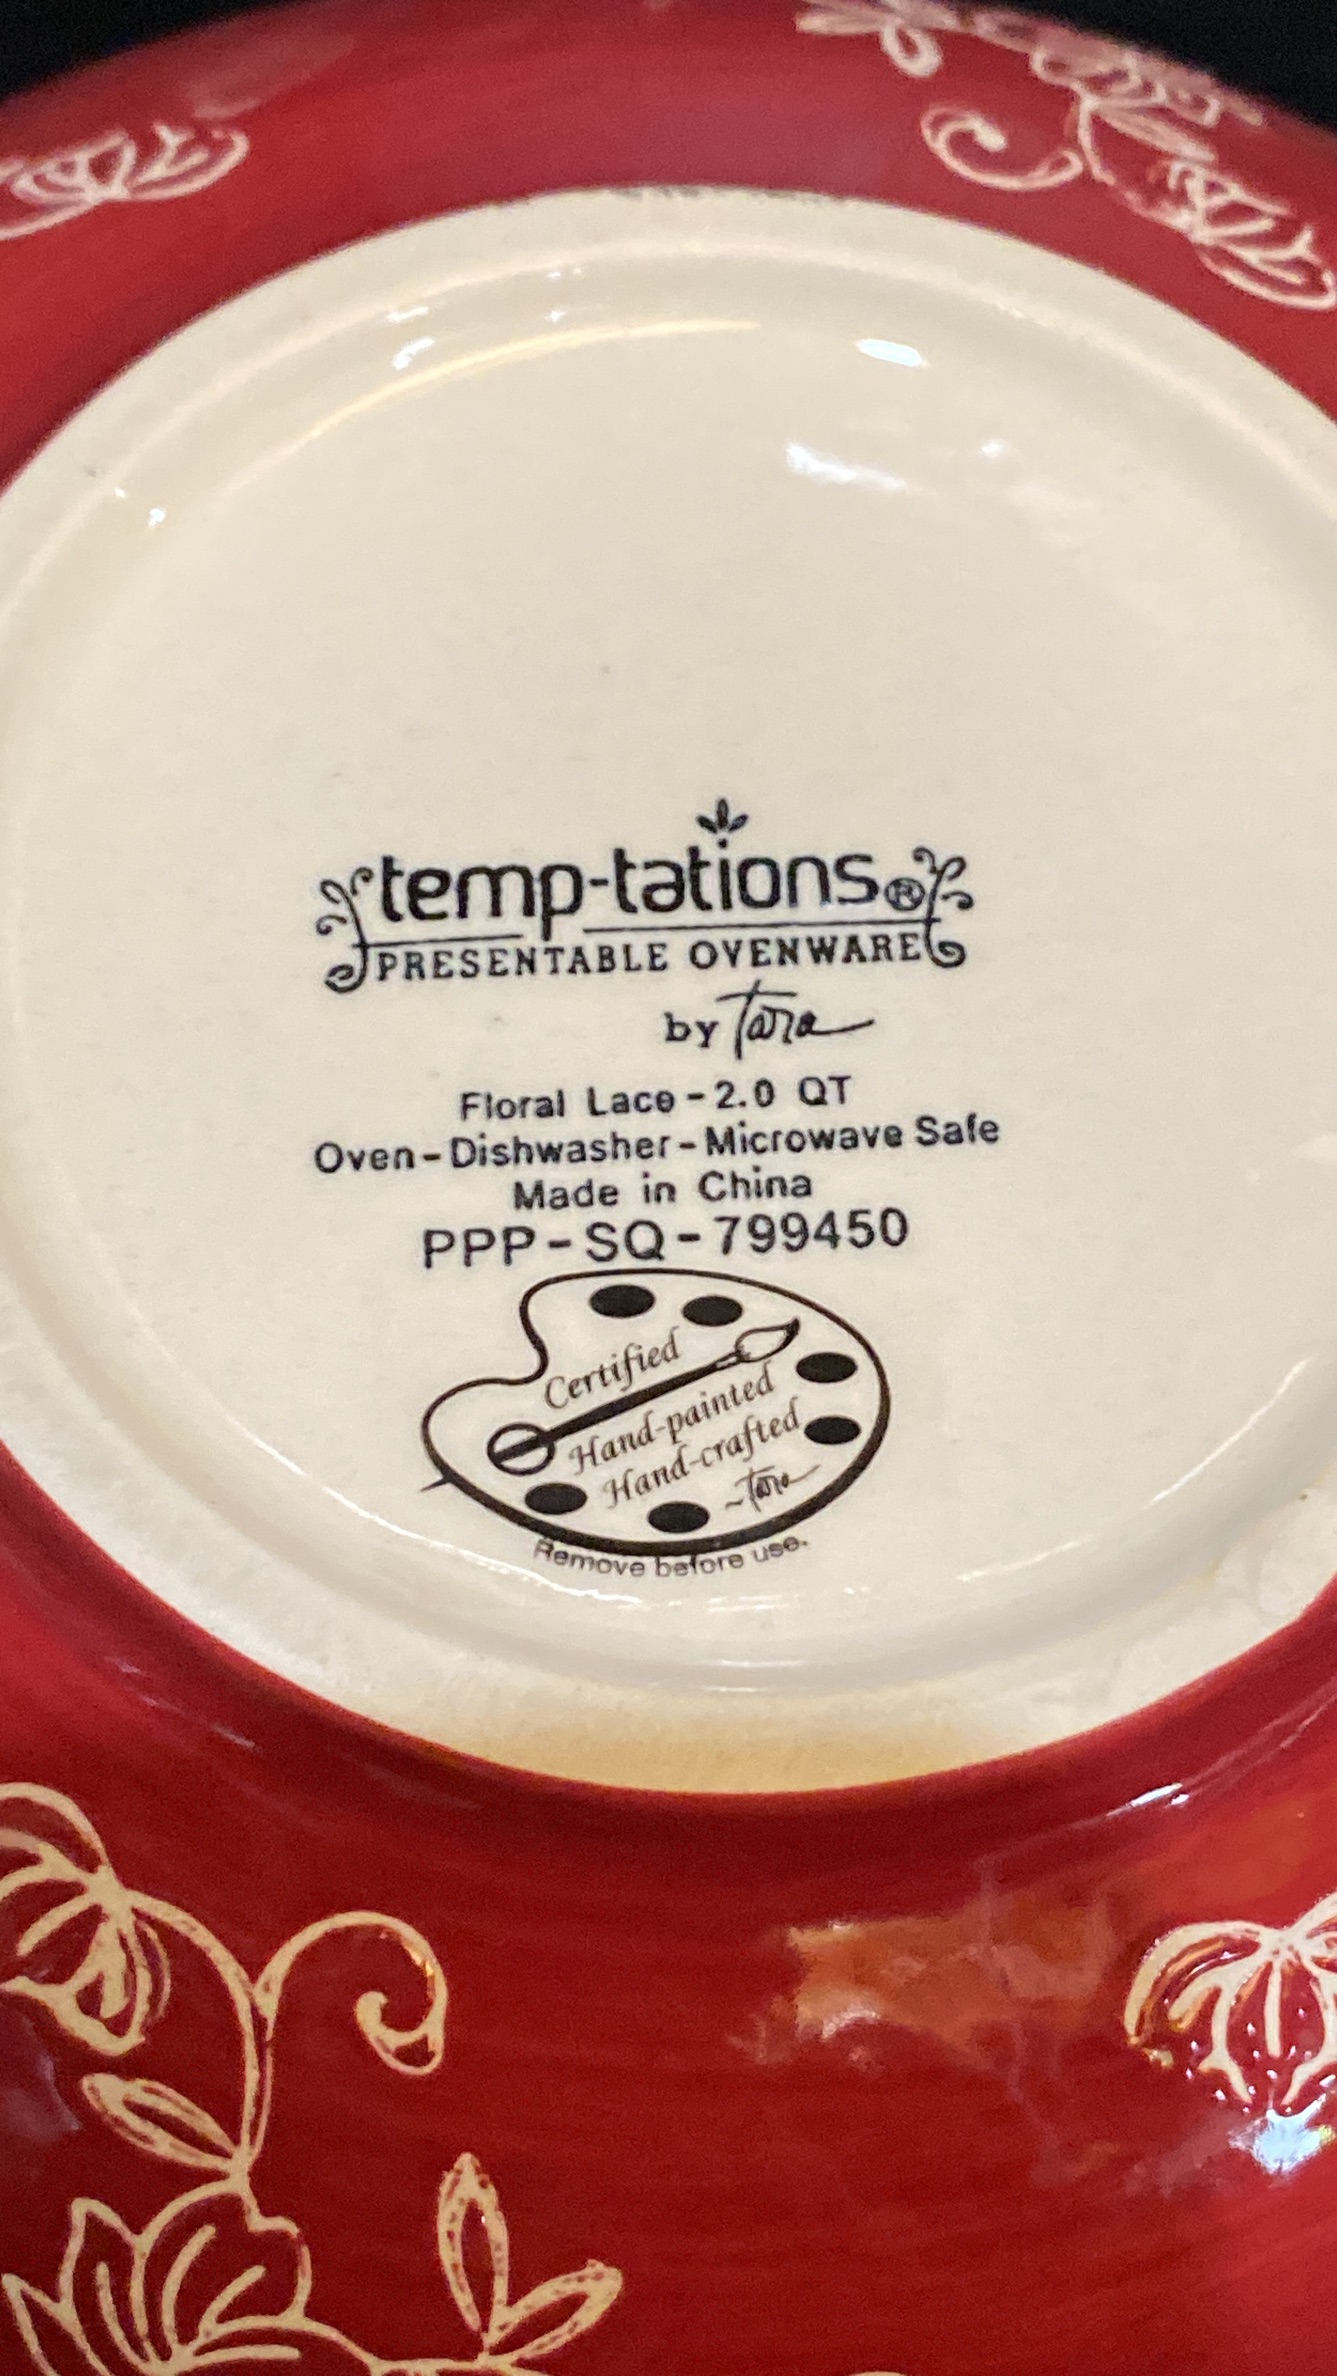 temp-tations®
PRESENTABLE OVENWARE
by Tara
Floral Lace - 2.0 QT
Oven - Dishwasher - Microwave Safe
Made in China
PPP - SQ - 799450
Certified
Hand-painted
Hand-crafted
~Tara
Remove before use.